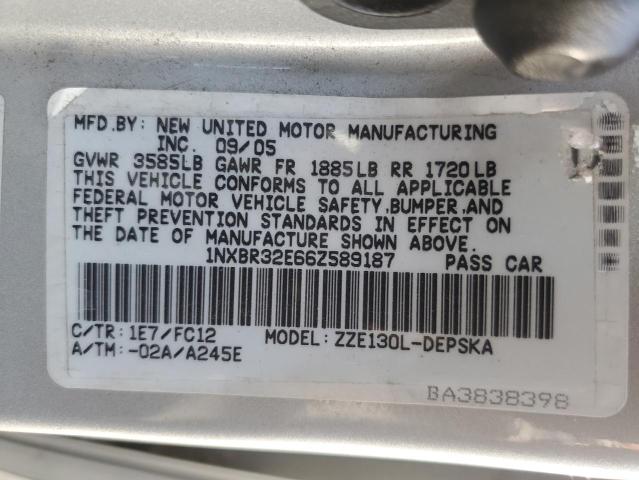 MFD.BY: NEW UNITED MOTOR MANUFACTURING
INC. 09/05
GVWR 3585LB GAWR FR 1885LB RR 1720LB
THIS VEHICLE CONFORMS TO ALL APPLICABLE
FEDERAL MOTOR VEHICLE SAFETY,BUMPER,AND
THEFT PREVENTION STANDARDS IN EFFECT ON
THE DATE OF MANUFACTURE SHOWN ABOVE.
1NXBR32E66Z589187 PASS CAR
C/TR: 1E7/FC12 MODEL: ZZE130L-DEPSKA
A/TM: -02A/A245E
BA3838398